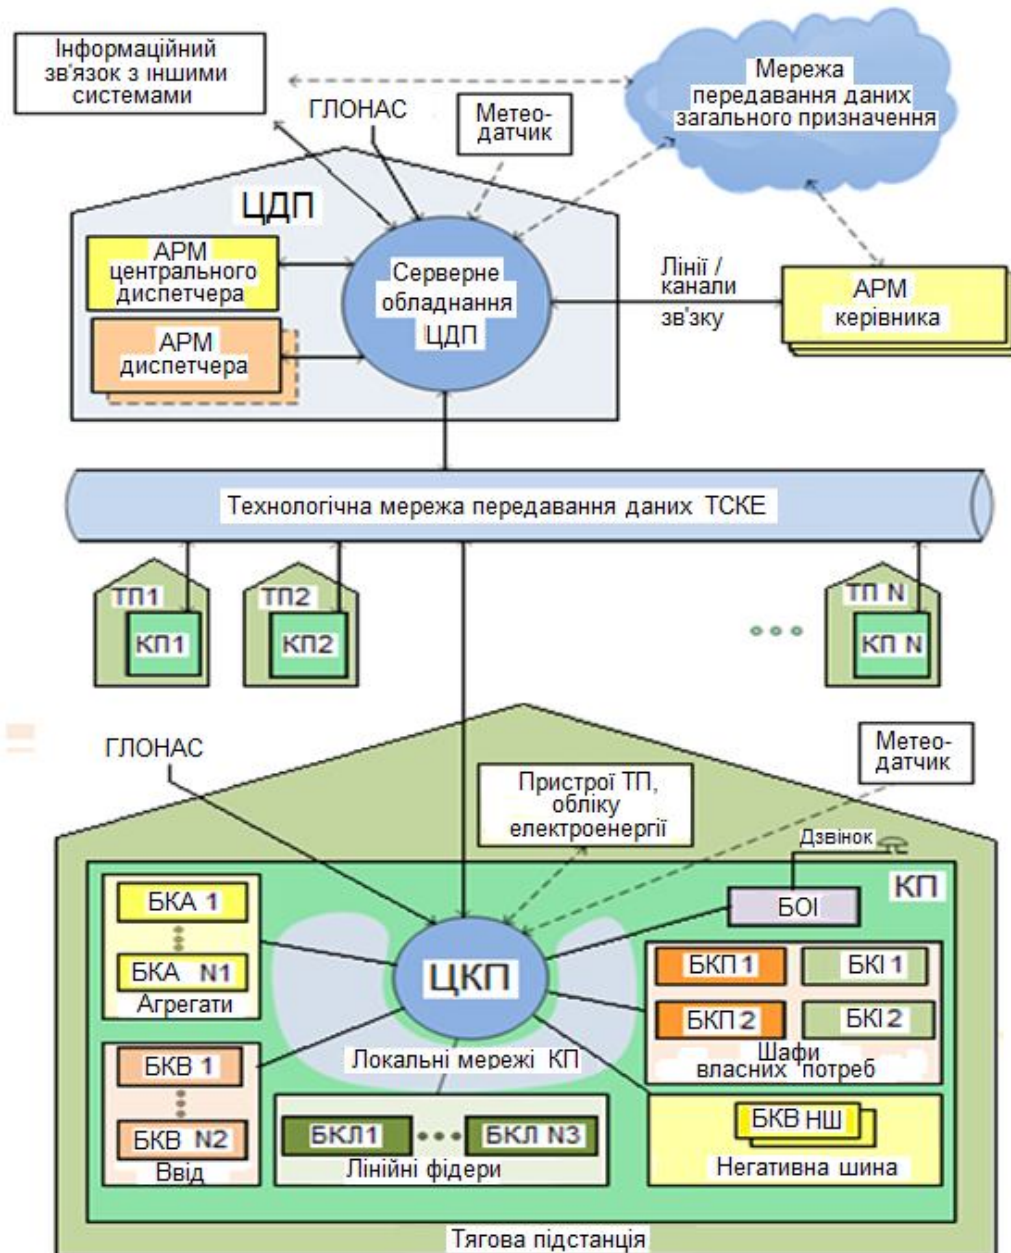 Інформаційний
зв'язок з іншими
системами
ГЛОНАС
Метео-
датчик
Мережа
передавання даних
загального призначення
ЦДП
АРМ
центрального
диспетчера
АРМ
диспетчера
Серверне
обладнання
ЦДП
Лінії /
канали
зв'зку
АРМ
керівника
Технологічна мережа передавання даних ТСКЕ
ТП1
КП1
ТП2
КП2
ТП N
КП N
ГЛОНАС
Пристрої ТП,
обліку
електроенергії
Метео-
датчик
Дзвінок
КП
БОІ
БКА 1
БКА N1
Агрегати
ЦКП
БКП 1
БКІ 1
БКП 2
БКІ 2
Шафи
власних потреб
БКВ 1
БКВ N2
Ввід
Локальні мережі КП
БКЛ1
БКЛ N3
Лінійні фідери
БКВ НШ
Негативна шина
Тягова підстанція